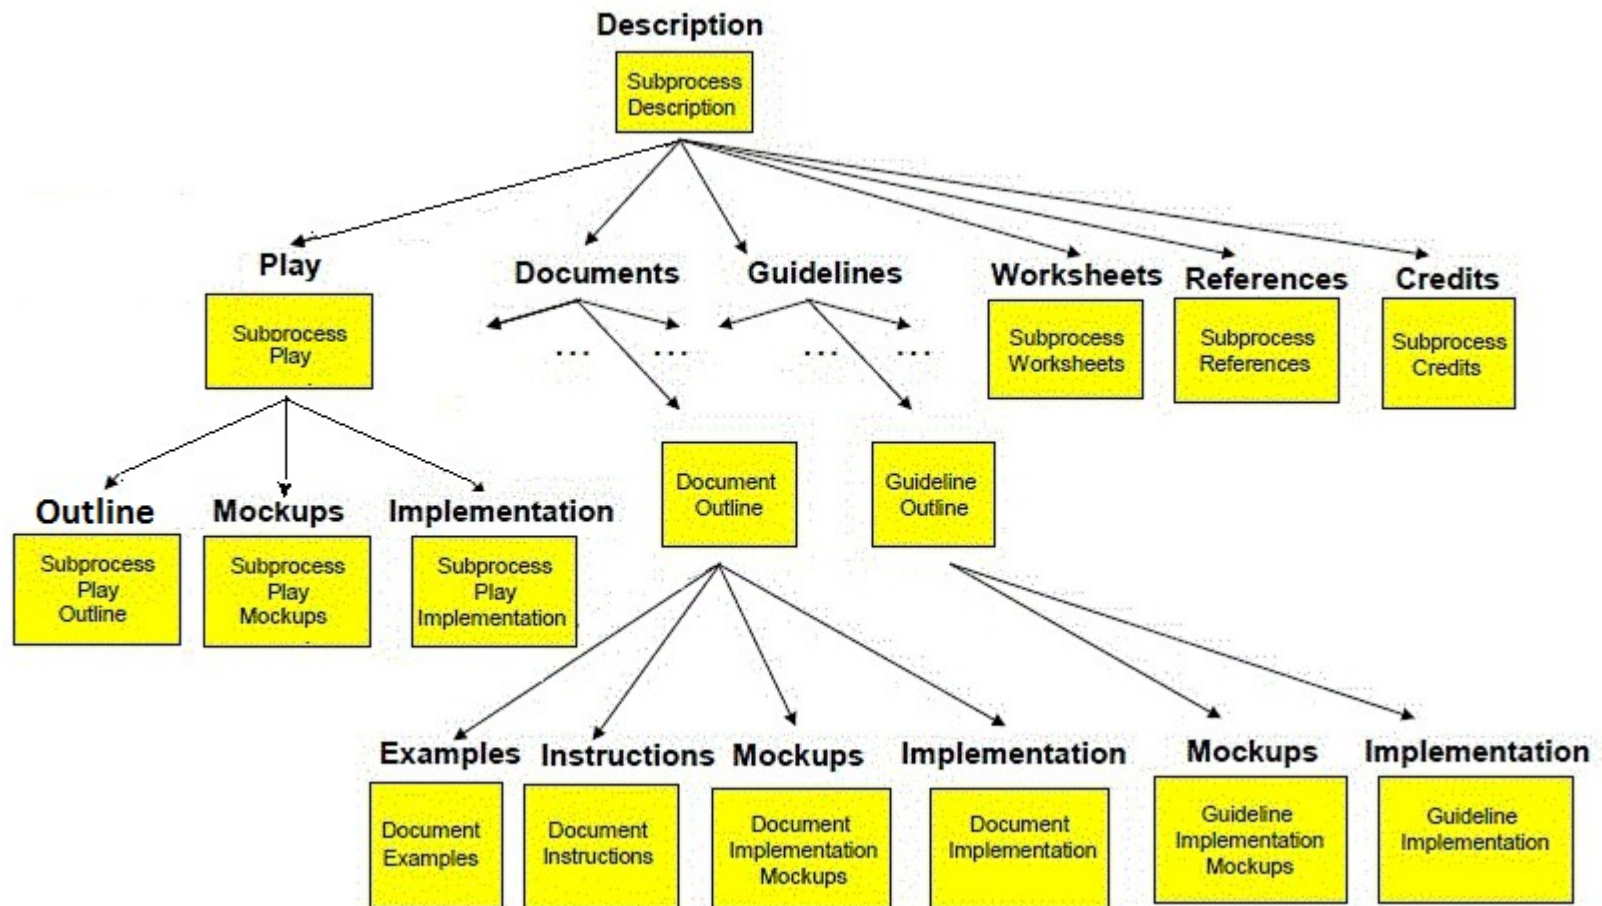 Description
Subprocess
Description
Play
Documents
Guidelines
Worksheets
References
Credits
Subprocess
Play
...
...
...
...
Subprocess
Worksheets
Subprocess
References
Subprocess
Credits
Document
Outline
Guideline
Outline
Outline
Mockups
Implementation
Subprocess
Play
Outline
Subprocess
Play
Mockups
Subprocess
Play
Implementation
Examples
Instructions
Mockups
Implementation
Mockups
Implementation
Document
Examples
Document
Instructions
Document
Implementation
Mockups
Document
Implementation
Guideline
Implementation
Mockups
Guideline
Implementation